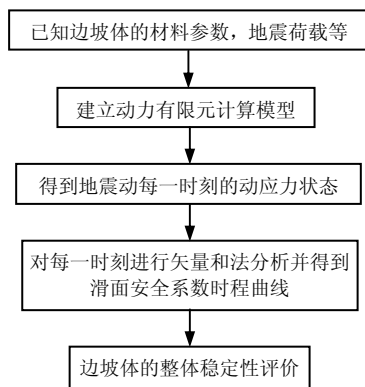 已知边坡体的材料参数，地震荷载等
建立动力有限元计算模型
得到地震动每一时刻的动应力状态
对每一时刻进行矢量和法分析并得到
滑面安全系数时程曲线
边坡体的整体稳定性评价